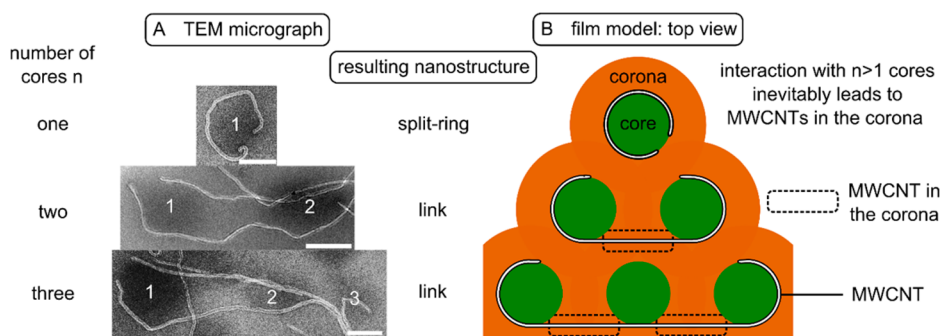 A TEM micrograph
B film model: top view
number of
cores n
resulting nanostructure
corona
interaction with n>1 cores
inevitably leads to
MWCNTs in the corona
one
1
split-ring
core
two
1
2
link
MWCNT in
the corona
three
1
2
3
link
MWCNT